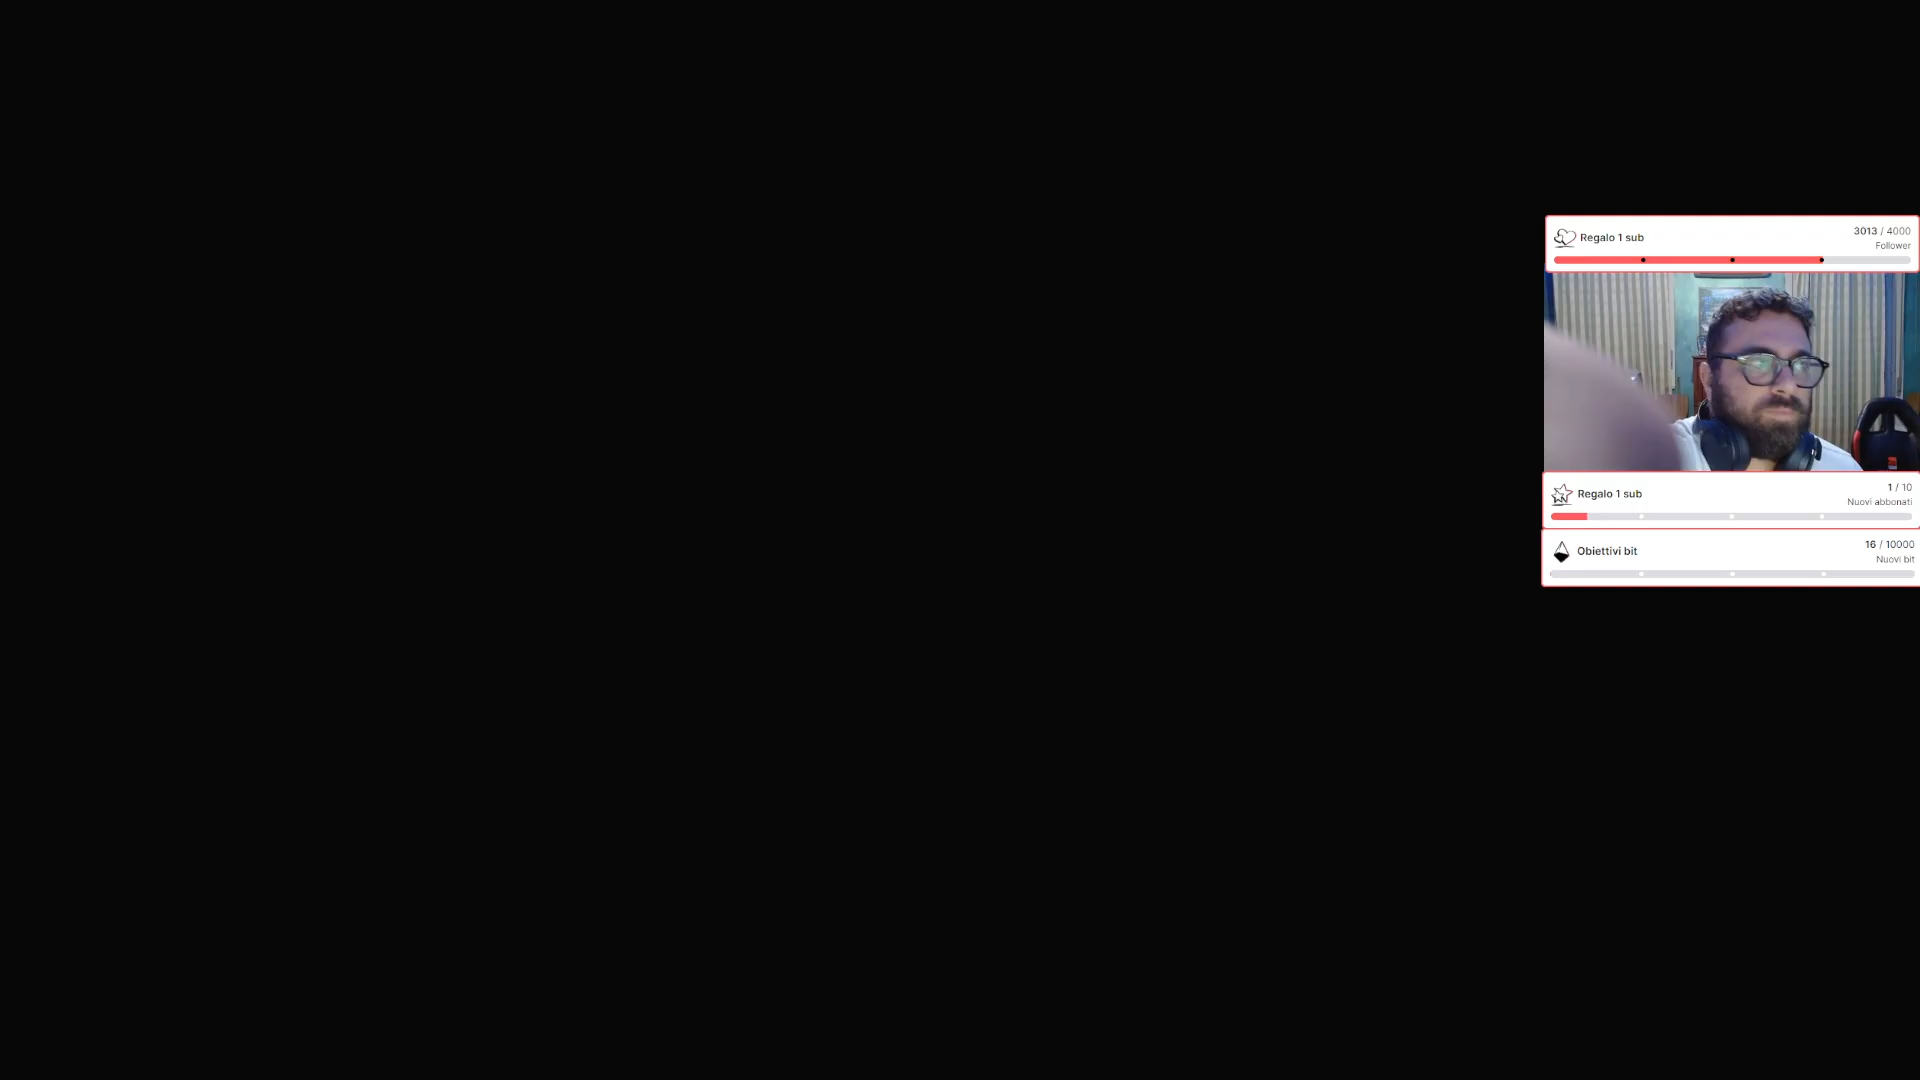 Regalo 1 sub
3013 / 4000
Follower
Regalo 1 sub
1 / 10
Nuovi abbonati
Obiettivi bit
16 / 10000
Nuovi bit